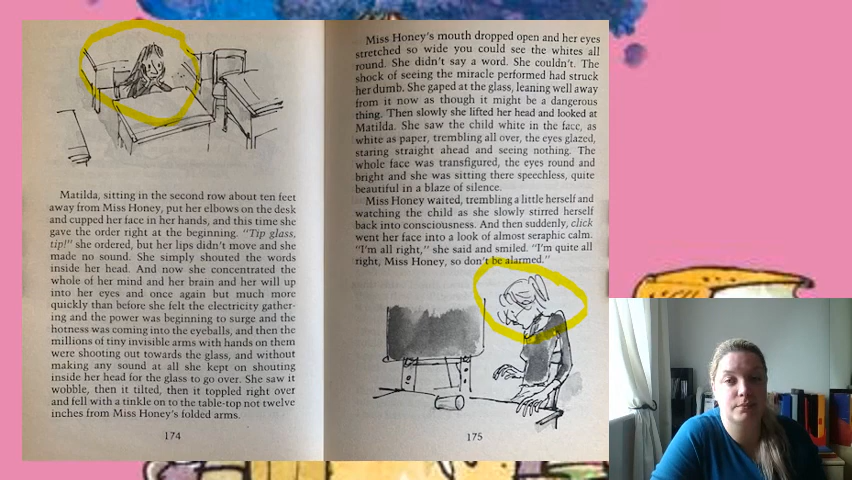 Matilda, sitting in the second row about ten feet
away from Miss Honey, put her elbows on the desk
and cupped her face in her hands, and this time she
gave the order right at the beginning. "Tip glass,
tip!" she ordered, but her lips didn't move and she
made no sound. She simply shouted the words
inside her head. And now she concentrated the
whole of her mind and her brain and her will up
into her eyes and once again but much more
quickly than before she felt the electricity gather-
ing and the power was beginning to surge and the
hotness was coming into the eyeballs, and then the
millions of tiny invisible arms with hands on them
were shooting out towards the glass, and without
making any sound at all she kept on shouting
inside her head for the glass to go over. She saw it
wobble, then it tilted, then it toppled right over
and fell with a tinkle on to the table-top not twelve
inches from Miss Honey's folded arms.
174
Miss Honey's mouth dropped open and her eyes
stretched so wide you could see the whites all
round. She didn't say a word. She couldn't. The
shock of seeing the miracle performed had struck
her dumb. She gaped at the glass, leaning well away
from it now as though it might be a dangerous
thing. Then slowly she lifted her head and looked at
Matilda. She saw the child white in the face, as
white as paper, trembling all over, the eyes glazed,
staring straight ahead and seeing nothing. The
whole face was transfigured, the eyes round and
bright and she was sitting there speechless, quite
beautiful in a blaze of silence.
Miss Honey waited, trembling a little herself and
watching the child as she slowly stirred herself
back into consciousness. And then suddenly, click
went her face into a look of almost seraphic calm.
"I'm all right," she said and smiled. "I'm quite all
right, Miss Honey, so don't be alarmed."
175